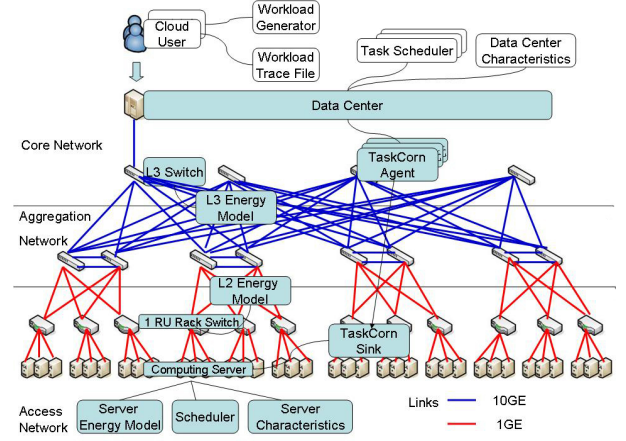 Workload
Generator
Cloud
User
Workload
Trace File
Task Scheduler
Data Center
Characteristics
Data Center
Core Network
L3 Switch
TaskCorn
Agent
L3 Energy
Model
Aggregation
Network
L2 Energy
Model
1 RU Rack Switch
TaskCorn
Sink
Computing Server
Access
Network
Server
Energy Model
Scheduler
Server
Characteristics
Links
10GE
1GE